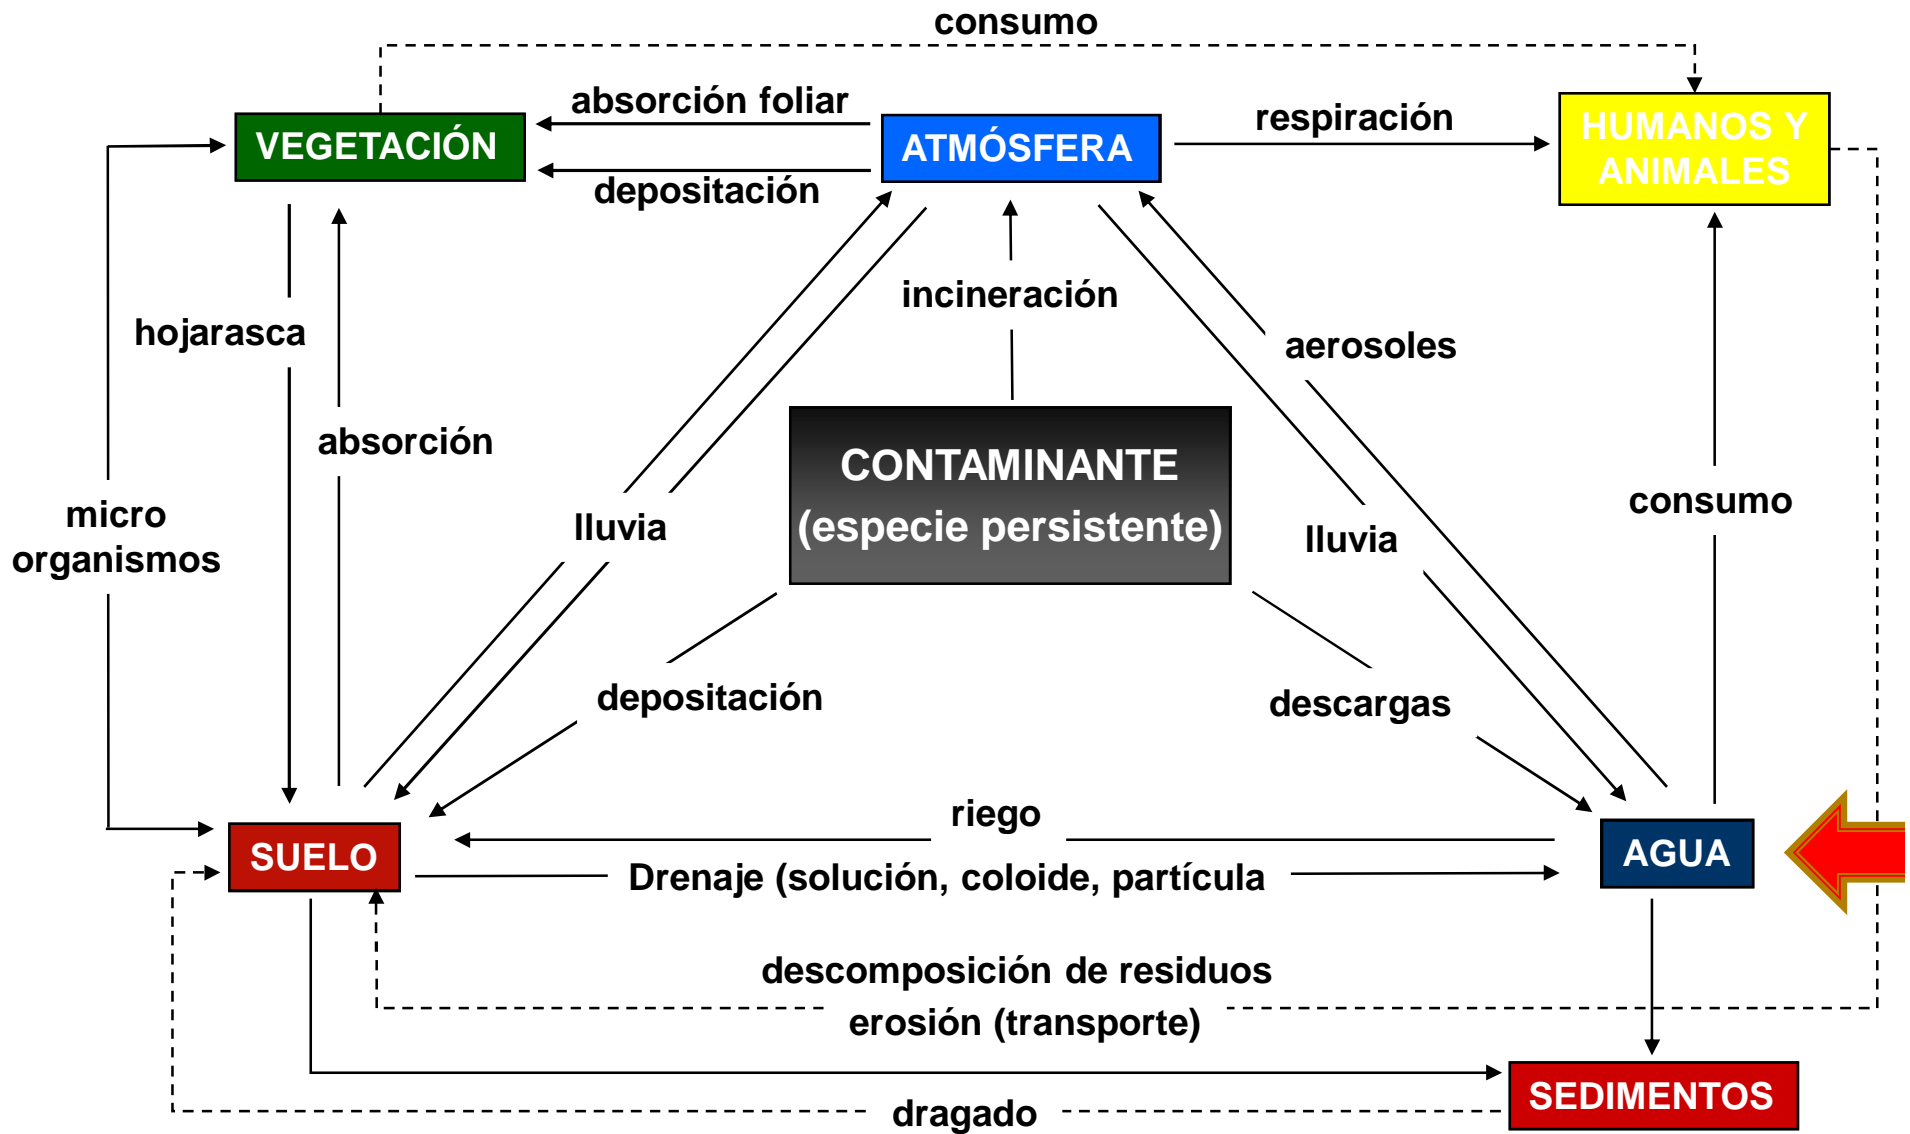 consumo
absorción foliar
respiración
VEGETACIÓN
ATMÓSFERA
HUMANOS Y
ANIMALES
depositación
incineración
hojarasca
aerosoles
absorción
CONTAMINANTE
(especie persistente)
micro
organismos
lluvia
lluvia
consumo
depositación
descargas
riego
SUELO
AGUA
Drenaje (solución, coloide, partícula
descomposición de residuos
erosión (transporte)
SEDIMENTOS
dragado